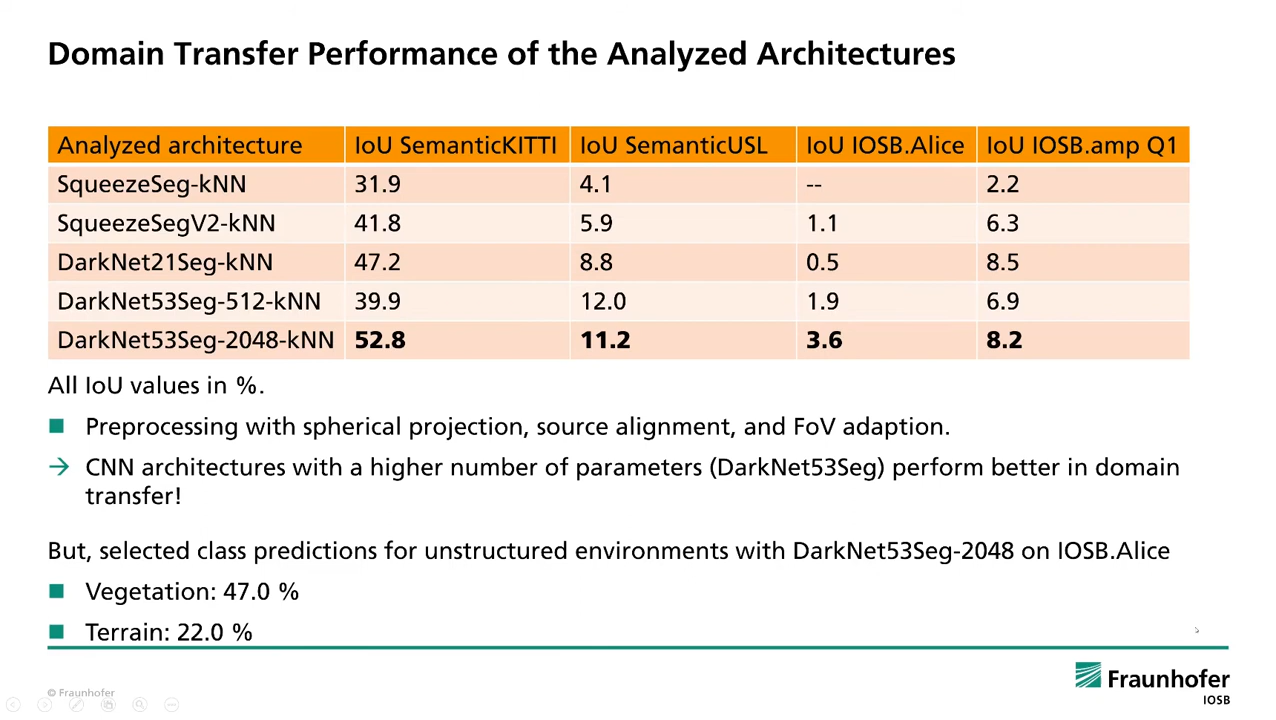 Domain Transfer Performance of the Analyzed Architectures
Analyzed architecture IoU SemanticKITTI IoU SemanticUSL IoU IOSB.Alice IoU IOSB.amp Q1
SqueezeSeg-kNN 31.9 4.1 -- 2.2
SqueezeSegV2-kNN 41.8 5.9 1.1 6.3
DarkNet21Seg-kNN 47.2 8.8 0.5 8.5
DarkNet53Seg-512-kNN 39.9 12.0 1.9 6.9
DarkNet53Seg-2048-kNN 52.8 11.2 3.6 8.2
All IoU values in %.
Preprocessing with spherical projection, source alignment, and FoV adaption.
→ CNN architectures with a higher number of parameters (DarkNet53Seg) perform better in domain
transfer!
But, selected class predictions for unstructured environments with DarkNet53Seg-2048 on IOSB.Alice
Vegetation: 47.0 %
Terrain: 22.0 %
© Fraunhofer
Fraunhofer
IOSB